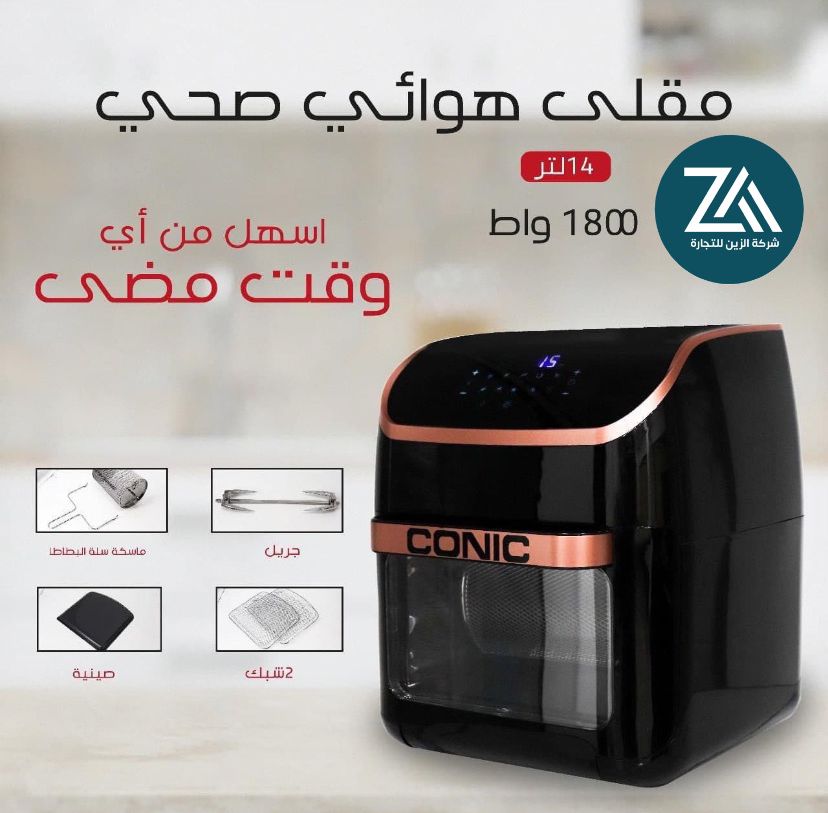 مقلى هوائي صحي
14لتر
1800 واط
ZA
شركة الزين للتجارة
اسهل من أي
وقت مضى
15
CONIC
جريل
ماسكة سلة البطاطا
2شبك
صينية